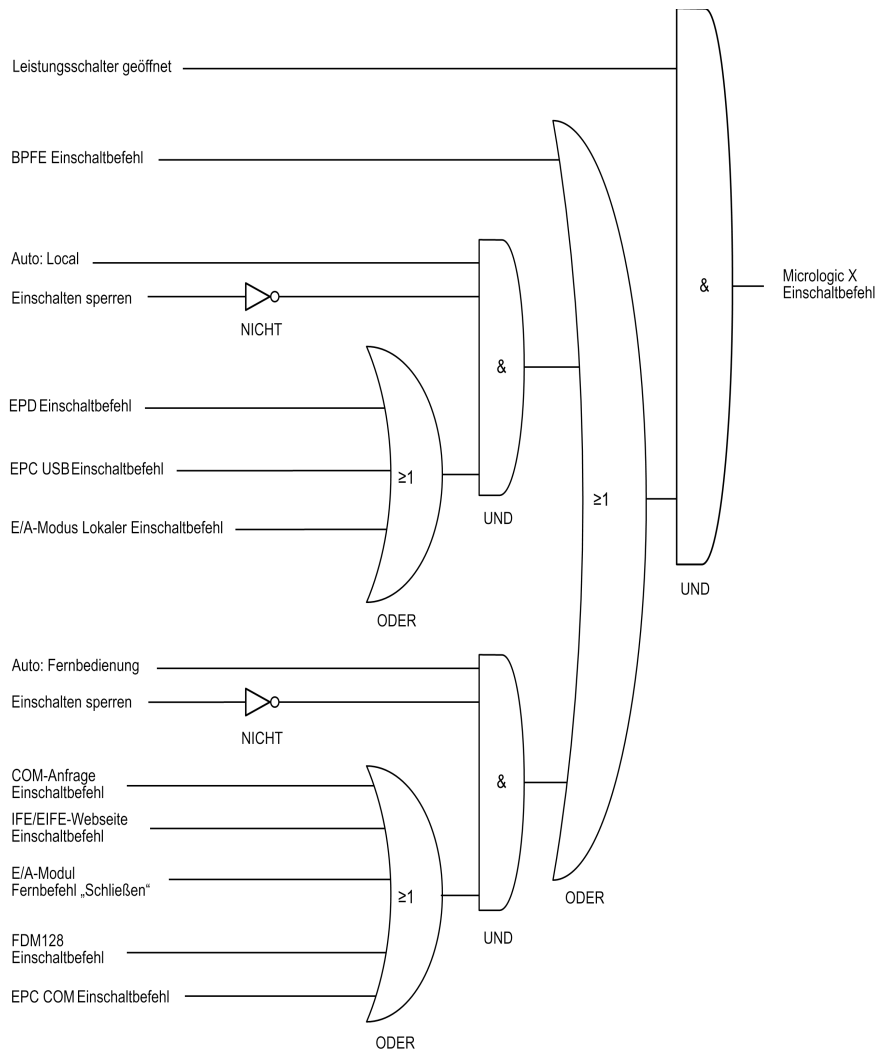 Leistungsschalter geöffnet
BPFE Einschaltbefehl
Auto: Local
Einschalten sperren
NICHT
&
EPD Einschaltbefehl
EPC USB Einschaltbefehl
≥1
E/A-Modus Lokaler Einschaltbefehl
UND
ODER
&
Micrologic X
Einschaltbefehl
≥1
UND
Auto: Fernbedienung
Einschalten sperren
NICHT
&
COM-Anfrage
Einschaltbefehl
IFE/EIFE-Webseite
Einschaltbefehl
E/A-Modul
Fernbefehl „Schließen“
≥1
FDM128
Einschaltbefehl
EPC COM Einschaltbefehl
UND
ODER
ODER